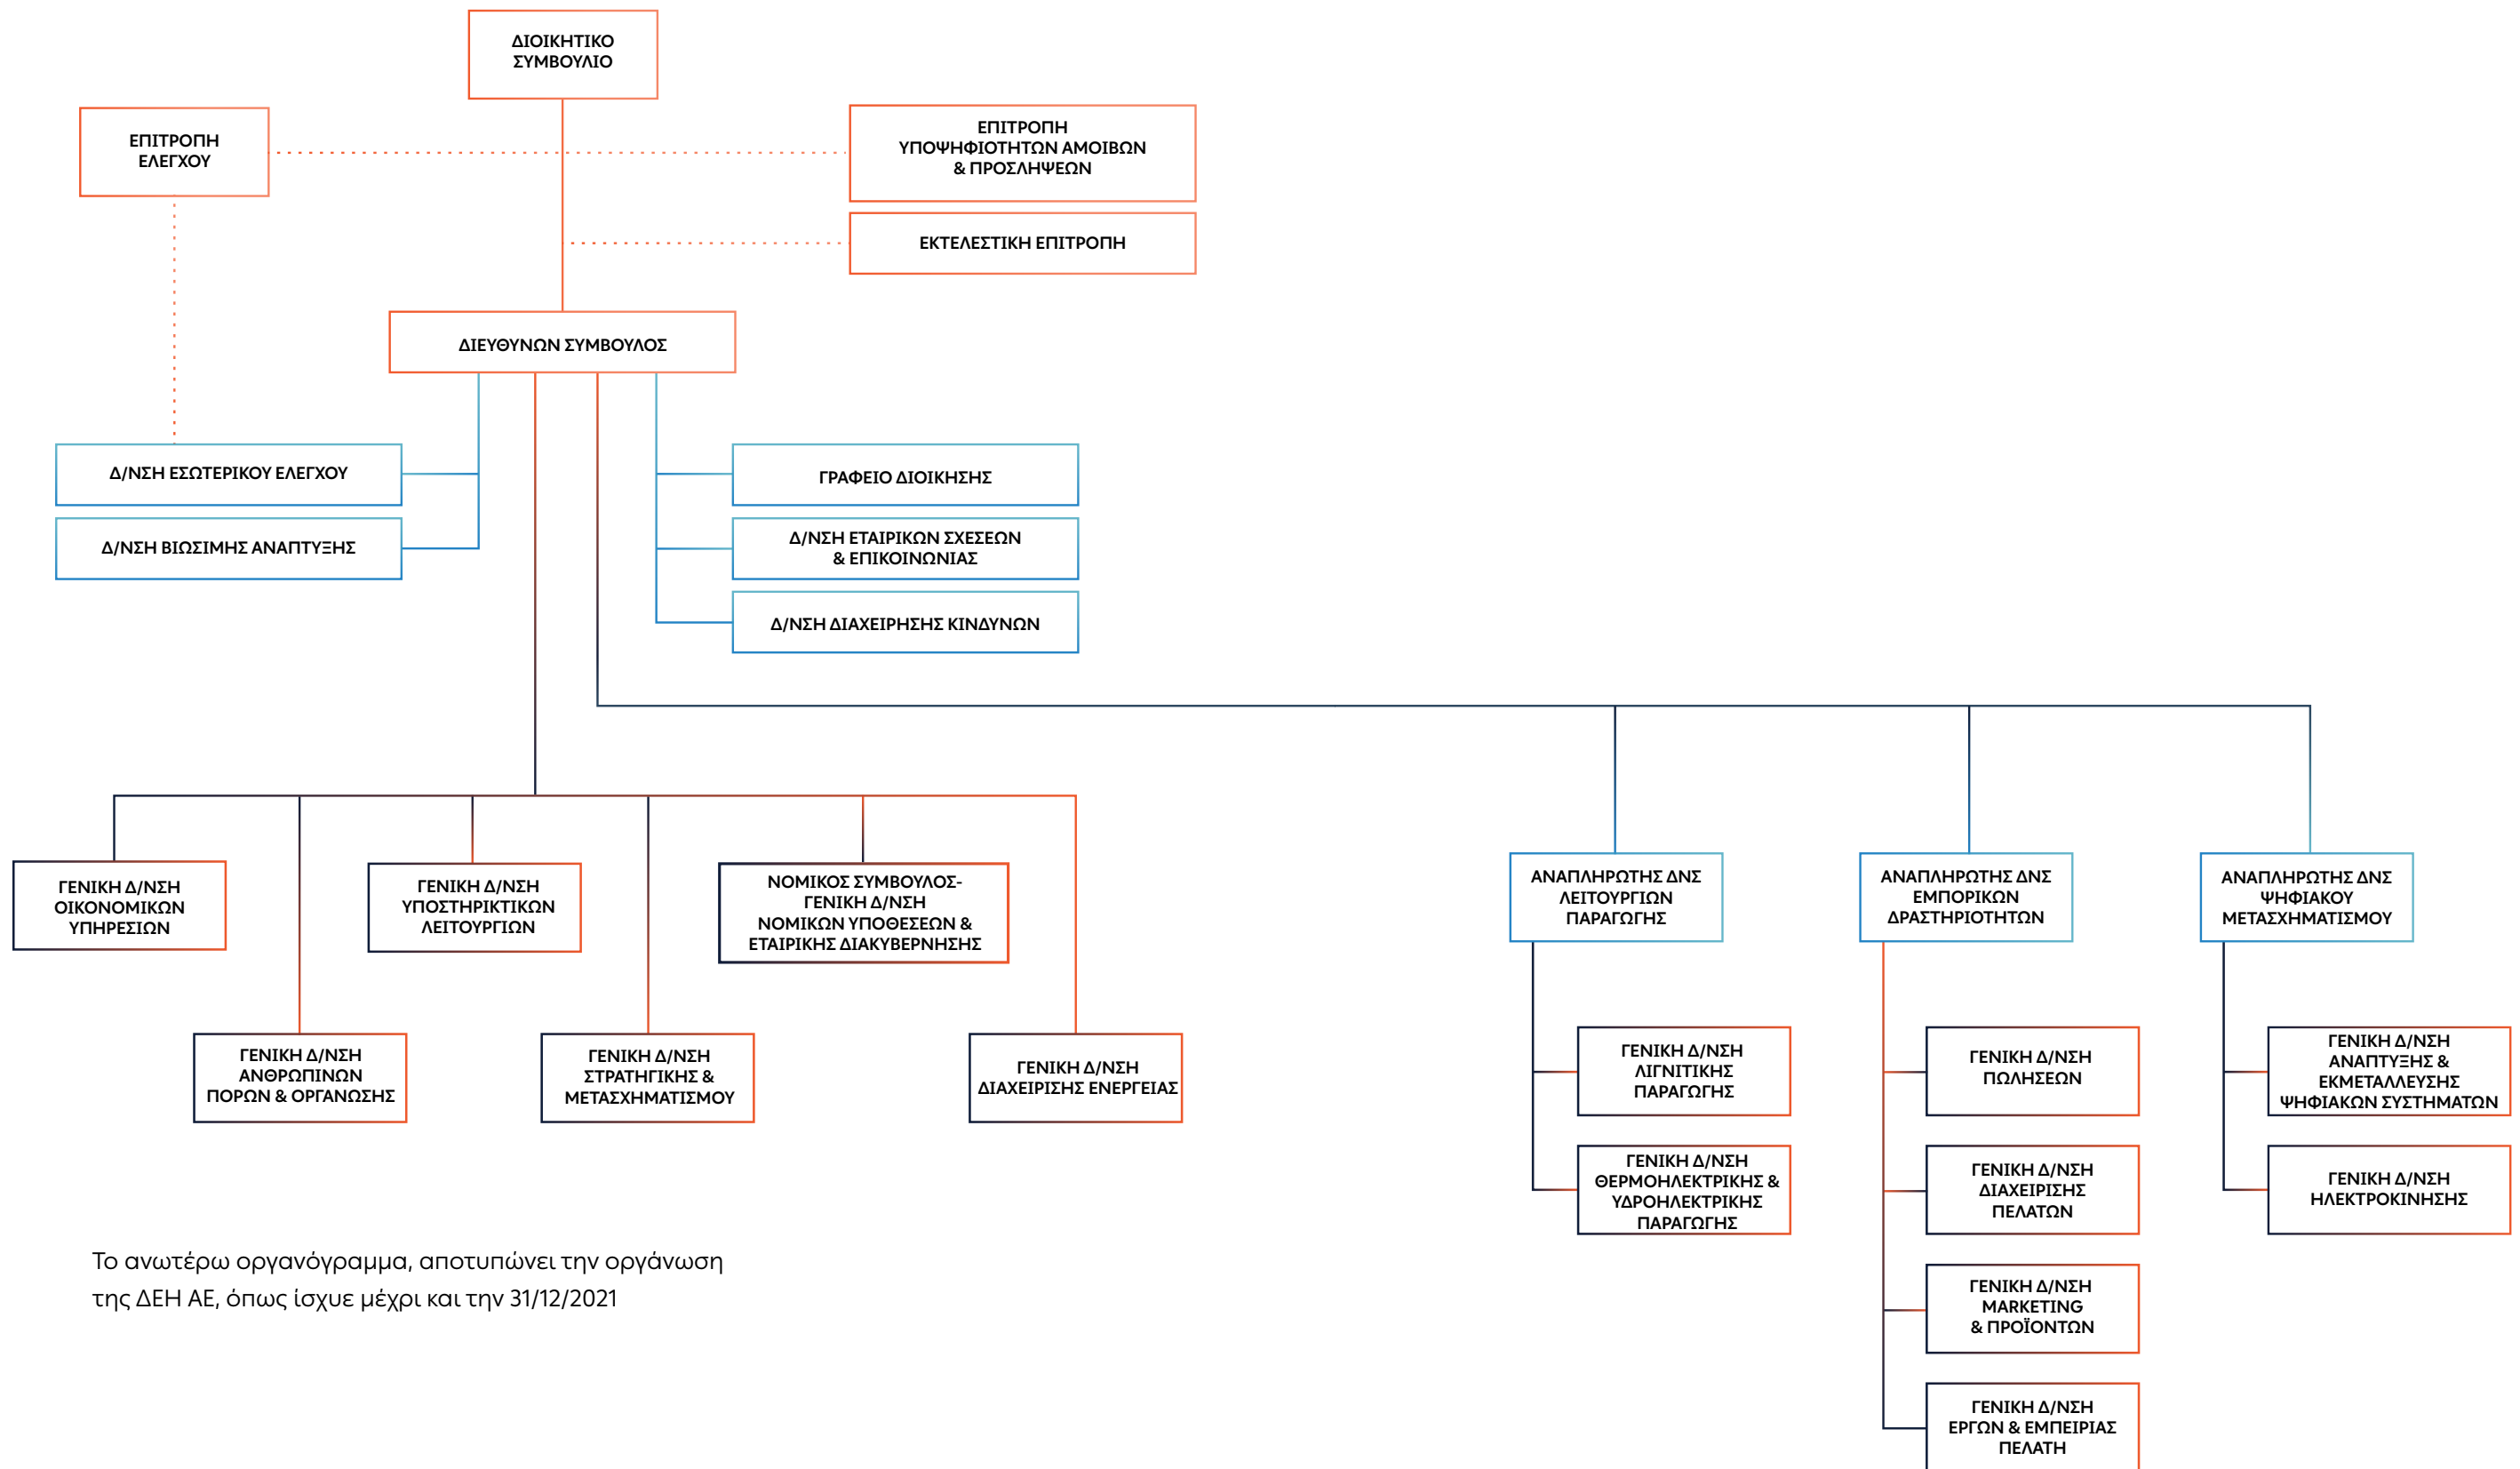 ΔΙΟΙΚΗΤΙΚΟ
ΣΥΜΒΟΥΛΙΟ
ΕΠΙΤΡΟΠΗ
ΕΛΕΓΧΟΥ
ΕΠΙΤΡΟΠΗ
ΥΠΟΨΗΦΙΟΤΗΤΩΝ ΑΜΟΙΒΩΝ
& ΠΡΟΣΛΗΨΕΩΝ
ΕΚΤΕΛΕΣΤΙΚΗ ΕΠΙΤΡΟΠΗ
ΔΙΕΥΘΥΝΩΝ ΣΥΜΒΟΥΛΟΣ
Δ/ΝΣΗ ΕΣΩΤΕΡΙΚΟΥ ΕΛΕΓΧΟΥ
Δ/ΝΣΗ ΒΙΩΣΙΜΗΣ ΑΝΑΠΤΥΞΗΣ
ΓΡΑΦΕΙΟ ΔΙΟΙΚΗΣΗΣ
Δ/ΝΣΗ ΕΤΑΙΡΙΚΩΝ ΣΧΕΣΕΩΝ
& ΕΠΙΚΟΙΝΩΝΙΑΣ
Δ/ΝΣΗ ΔΙΑΧΕΙΡΗΣΗΣ ΚΙΝΔΥΝΩΝ
ΓΕΝΙΚΗ Δ/ΝΣΗ
ΟΙΚΟΝΟΜΙΚΩΝ
ΥΠΗΡΕΣΙΩΝ
ΓΕΝΙΚΗ Δ/ΝΣΗ
ΥΠΟΣΤΗΡΙΚΤΙΚΩΝ
ΛΕΙΤΟΥΡΓΙΩΝ
ΝΟΜΙΚΟΣ ΣΥΜΒΟΥΛΟΣ-
ΓΕΝΙΚΗ Δ/ΝΣΗ
ΝΟΜΙΚΩΝ ΥΠΟΘΕΣΕΩΝ &
ΕΤΑΙΡΙΚΗΣ ΔΙΑΚΥΒΕΡΝΗΣΗΣ
ΓΕΝΙΚΗ Δ/ΝΣΗ
ΑΝΘΡΩΠΙΝΩΝ
ΠΟΡΩΝ & ΟΡΓΑΝΩΣΗΣ
ΓΕΝΙΚΗ Δ/ΝΣΗ
ΣΤΡΑΤΗΓΙΚΗΣ &
ΜΕΤΑΣΧΗΜΑΤΙΣΜΟΥ
ΓΕΝΙΚΗ Δ/ΝΣΗ
ΔΙΑΧΕΙΡΙΣΗΣ ΕΝΕΡΓΕΙΑΣ
ΑΝΑΠΛΗΡΩΤΗΣ ΔΝΣ
ΛΕΙΤΟΥΡΓΙΩΝ
ΠΑΡΑΓΩΓΗΣ
ΓΕΝΙΚΗ Δ/ΝΣΗ
ΛΙΓΝΙΤΙΚΗΣ
ΠΑΡΑΓΩΓΗΣ
ΓΕΝΙΚΗ Δ/ΝΣΗ
ΘΕΡΜΟΗΛΕΚΤΡΙΚΗΣ &
ΥΔΡΟΗΛΕΚΤΡΙΚΗΣ
ΠΑΡΑΓΩΓΗΣ
ΑΝΑΠΛΗΡΩΤΗΣ ΔΝΣ
ΕΜΠΟΡΙΚΩΝ
ΔΡΑΣΤΗΡΙΟΤΗΤΩΝ
ΓΕΝΙΚΗ Δ/ΝΣΗ
ΠΩΛΗΣΕΩΝ
ΓΕΝΙΚΗ Δ/ΝΣΗ
ΔΙΑΧΕΙΡΙΣΗΣ
ΠΕΛΑΤΩΝ
ΓΕΝΙΚΗ Δ/ΝΣΗ
MARKETING
& ΠΡΟΪΟΝΤΩΝ
ΓΕΝΙΚΗ Δ/ΝΣΗ
ΕΡΓΩΝ & ΕΜΠΕΙΡΙΑΣ
ΠΕΛΑΤΗ
ΑΝΑΠΛΗΡΩΤΗΣ ΔΝΣ
ΨΗΦΙΑΚΟΥ
ΜΕΤΑΣΧΗΜΑΤΙΣΜΟΥ
ΓΕΝΙΚΗ Δ/ΝΣΗ
ΑΝΑΠΤΥΞΗΣ &
ΕΚΜΕΤΑΛΛΕΥΣΗΣ
ΨΗΦΙΑΚΩΝ ΣΥΣΤΗΜΑΤΩΝ
ΓΕΝΙΚΗ Δ/ΝΣΗ
ΗΛΕΚΤΡΟΚΙΝΗΣΗΣ
Το ανωτέρω οργανόγραμμα, αποτυπώνει την οργάνωση
της ΔΕΗ ΑΕ, όπως ίσχυε μέχρι και την 31/12/2021